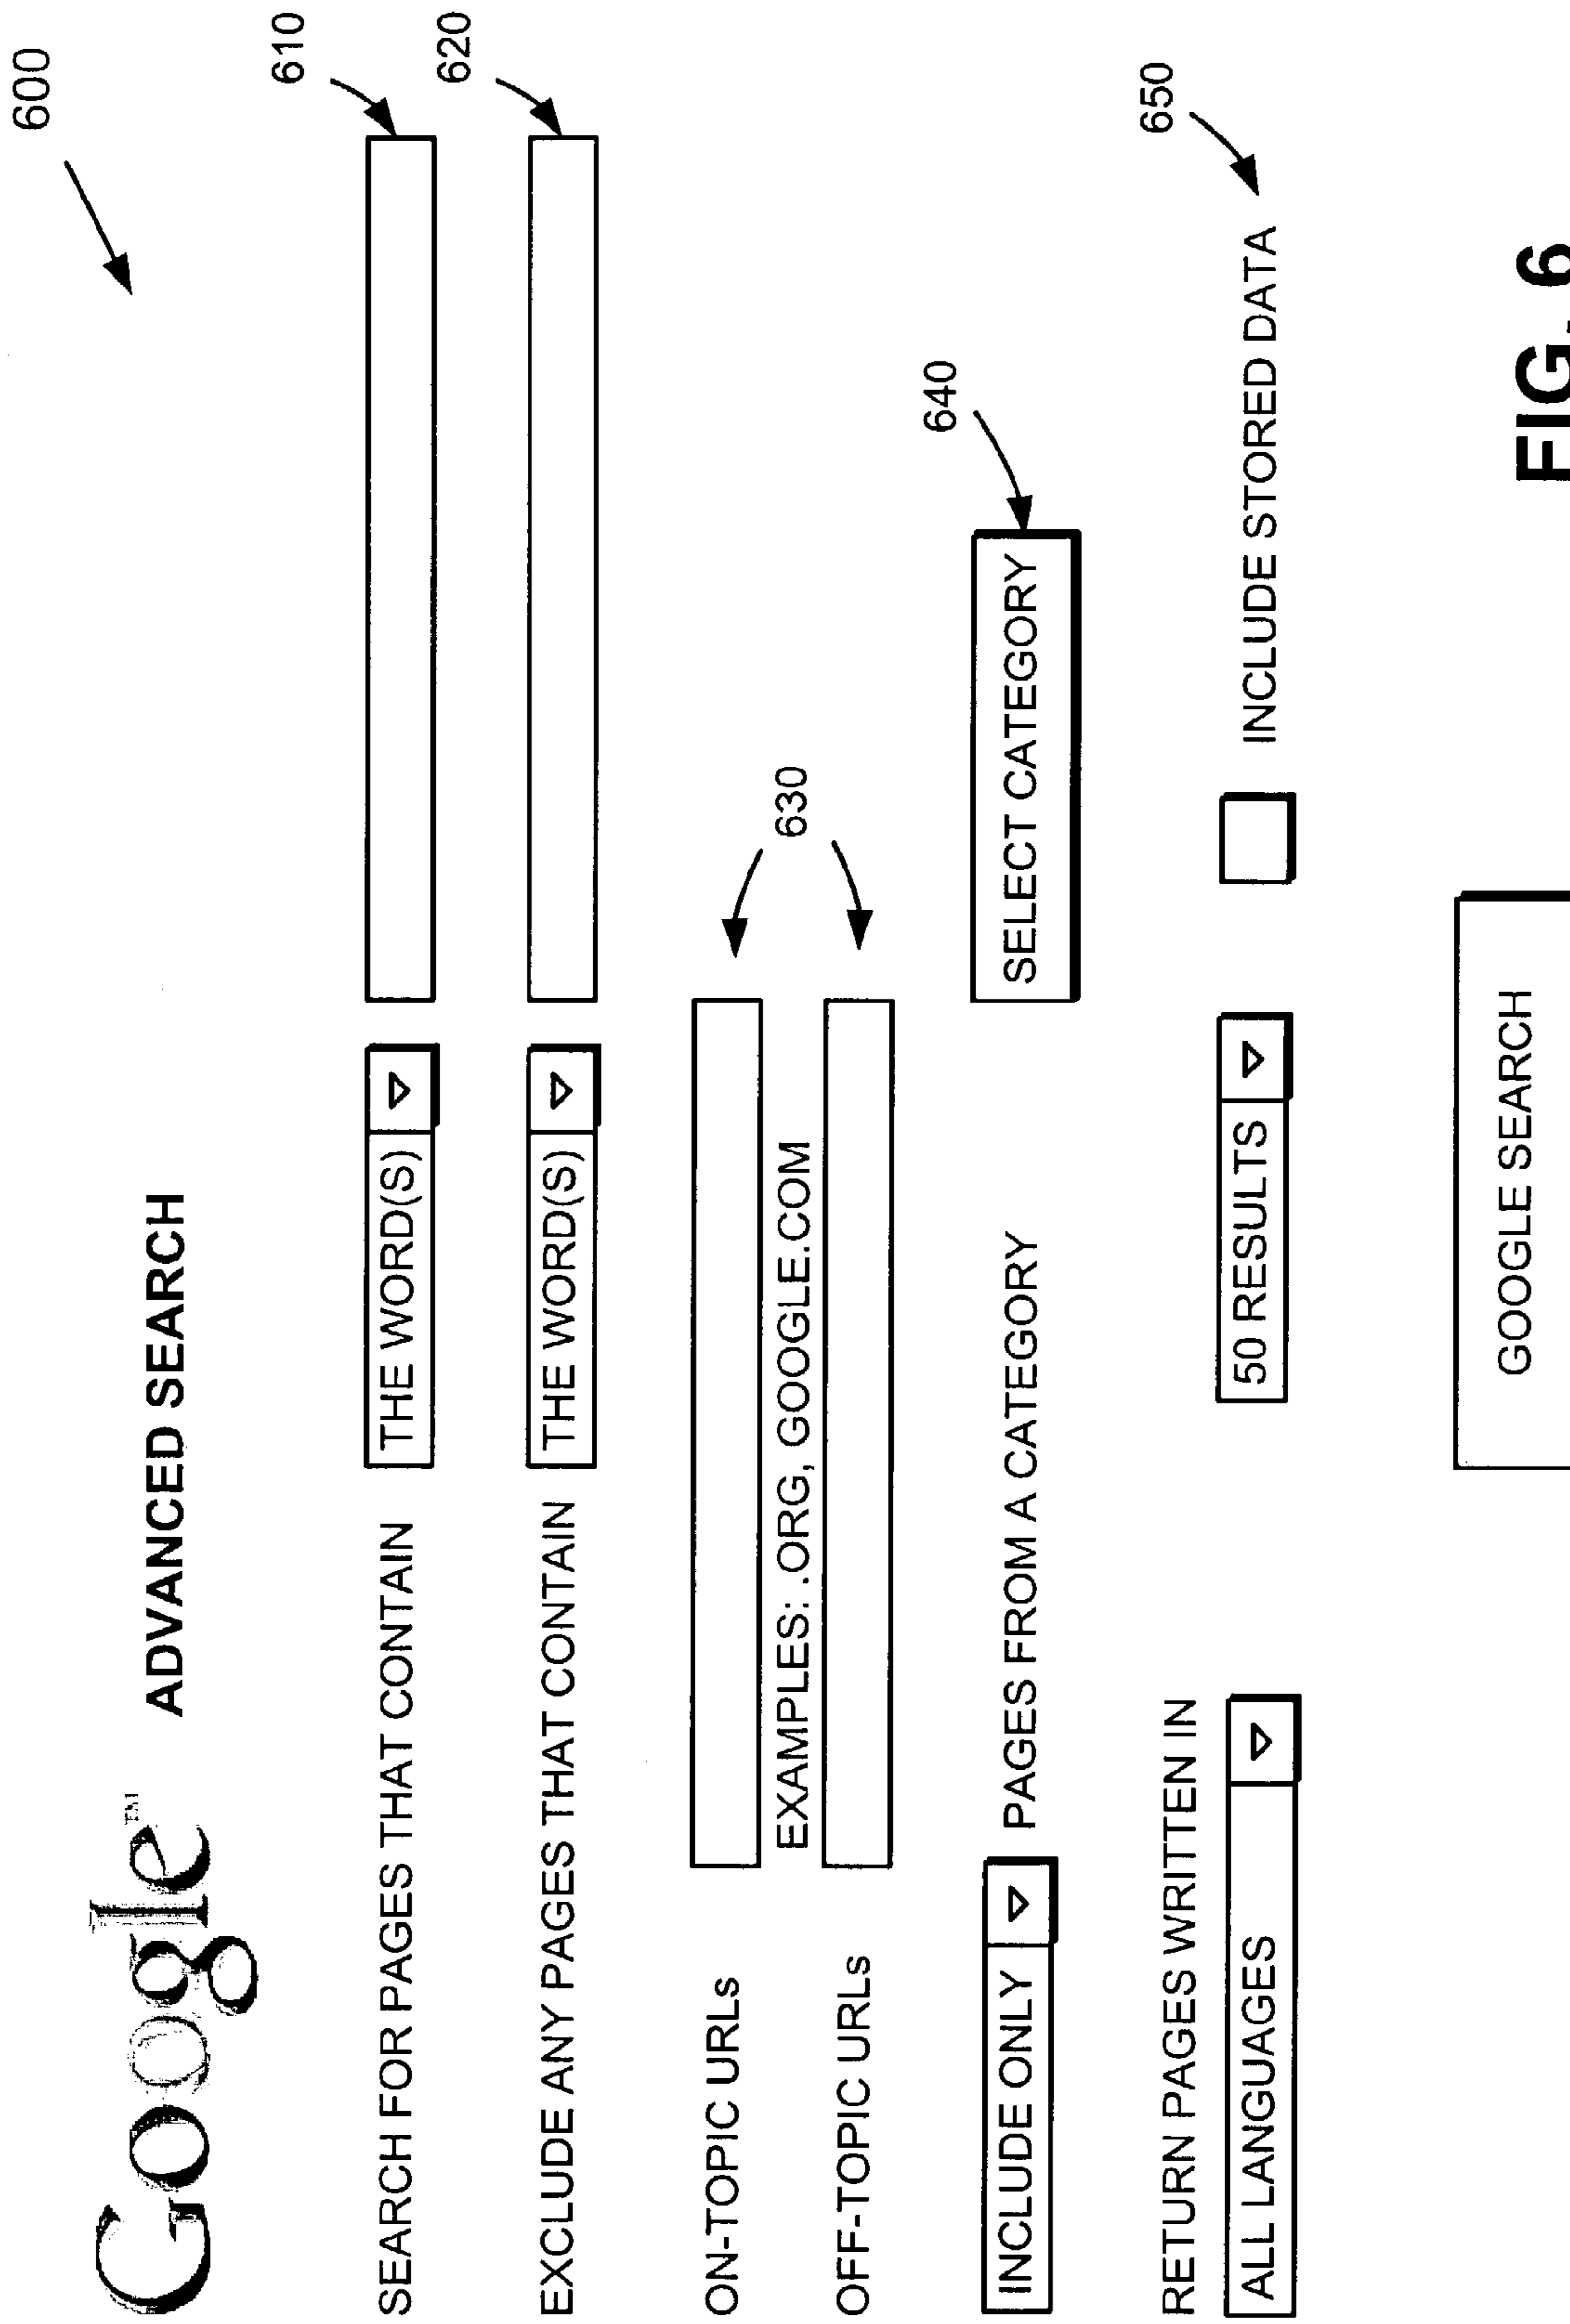 600
Google™ ADVANCED SEARCH
610
SEARCH FOR PAGES THAT CONTAIN THE WORD(S)
620
EXCLUDE ANY PAGES THAT CONTAIN THE WORD(S)
ON-TOPIC URLs
EXAMPLES: .ORG, GOOGLE.COM
630
OFF-TOPIC URLs
640
INCLUDE ONLY PAGES FROM A CATEGORY SELECT CATEGORY
650
RETURN PAGES WRITTEN IN
ALL LANGUAGES 50 RESULTS INCLUDE STORED DATA
GOOGLE SEARCH
FIG. 6